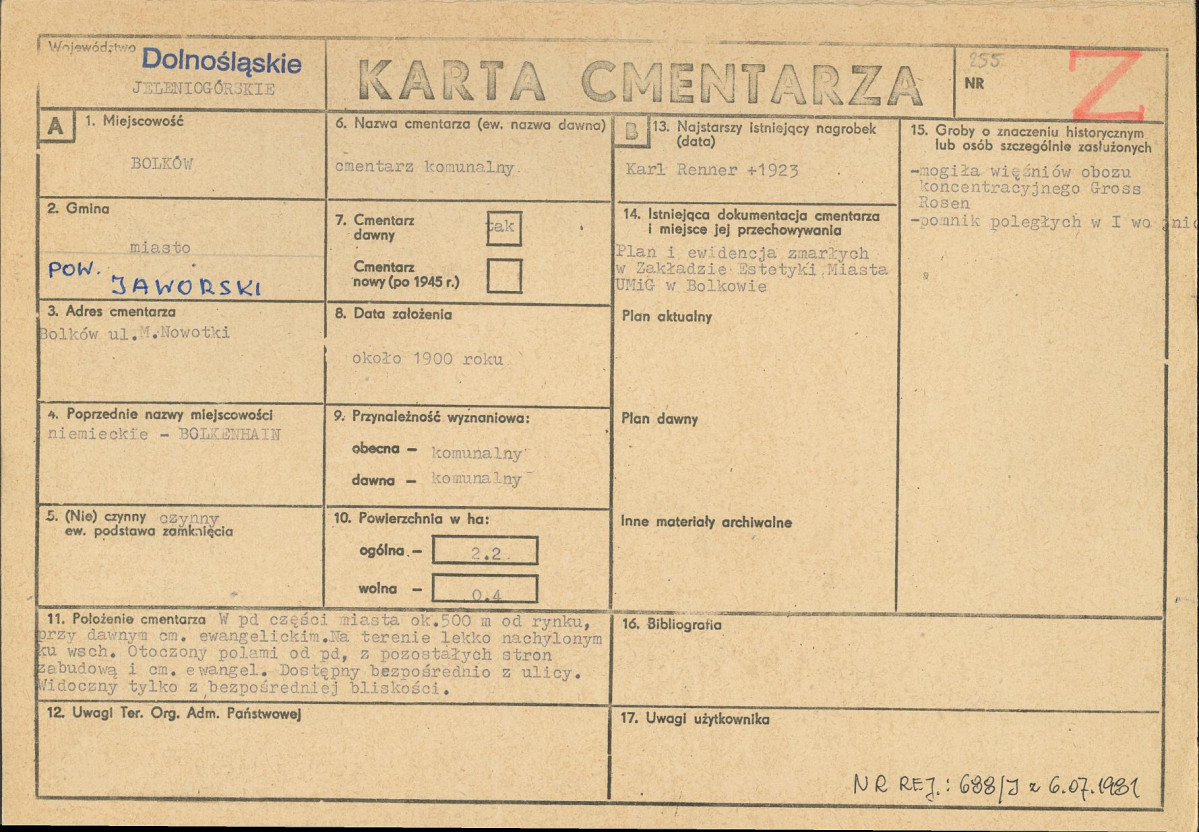 Województwo
Dolnośląskie
JELENIOGÓRSKIE
KARTA CMENTARZA
255
NR
Z
A
1. Miejscowość
BOLKÓW
2. Gmina
miasto
POW.
JAWORSKI
3. Adres cmentarza
Bolków ul.M.Nowotki
4. Poprzednie nazwy miejscowości
niemieckie - BOLKENHAIN
5. (Nie) czynny czynny
ew. podstawa zamknięcia
6. Nazwa cmentarza (ew. nazwa dawna)
cmentarz komunalny
7. Cmentarz
dawny
tak
Cmentarz
nowy (po 1945 r.)
8. Data założenia
około 1900 roku
9. Przynależność wyznaniowa:
obecna – komunalny
dawna – komunalny
10. Powierzchnia w ha:
ogólna – 2.2
wolna – 0.4
B
13. Najstarszy istniejący nagrobek
(data)
Karl Renner +1923
14. Istniejąca dokumentacja cmentarza
i miejsce jej przechowywania
Plan i ewidencja zmarłych
w Zakładzie Estetyki Miasta
UMiG w Bolkowie
Plan aktualny
Plan dawny
Inne materiały archiwalne
15. Groby o znaczeniu historycznym
lub osób szczególnie zasłużonych
-mogiła więźniów obozu
koncentracyjnego Gross
Rosen
-pomnik poległych w I wo
11. Położenie cmentarza W pd części miasta ok.500 m od rynku,
przy dawnym cm. ewangelickim.Na terenie lekko nachylonym
ku wsch. Otoczony polami od pd, z pozostałych stron
zabudową i cm. ewangel. Dostępny bezpośrednio z ulicy.
Widoczny tylko z bezpośredniej bliskości.
12. Uwagi Ter. Org. Adm. Państwowej
16. Bibliografia
17. Uwagi użytkownika
NR REJ.: 688/J z 6.07.1981